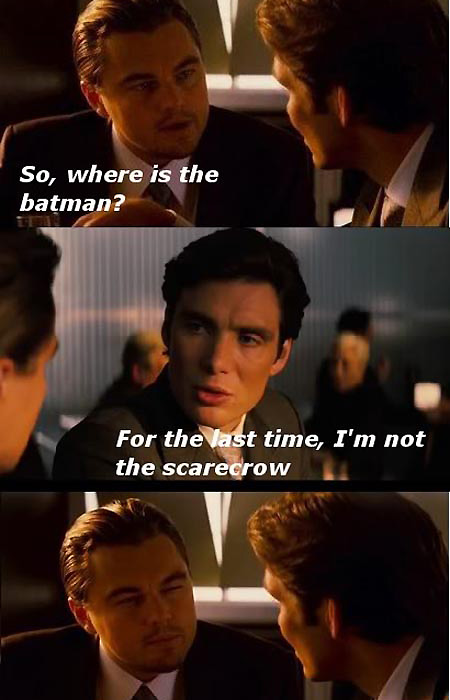 So, where is the
batman?
For the last time, I'm not
the scarecrow